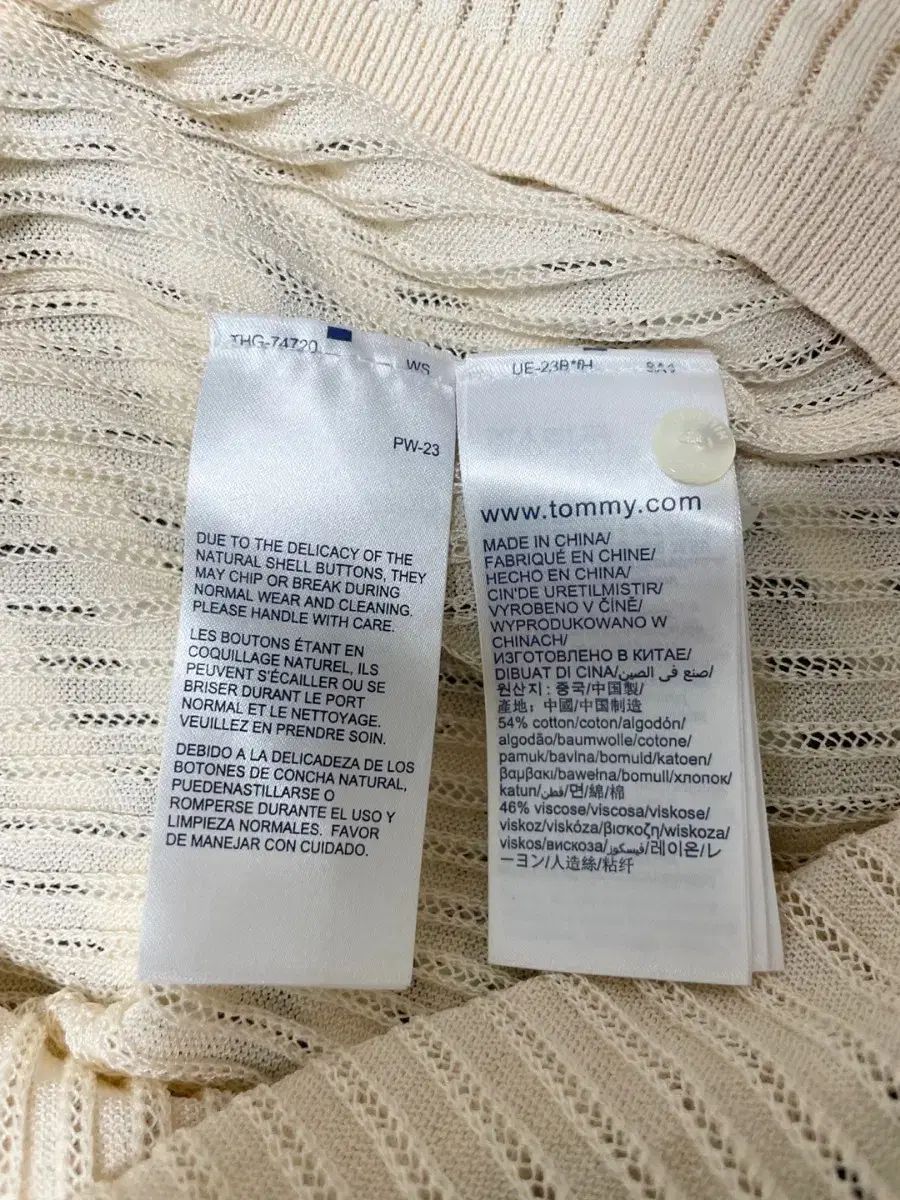 THG-74720
WS
PW-23
DUE TO THE DELICACY OF THE
NATURAL SHELL BUTTONS, THEY
MAY CHIP OR BREAK DURING
NORMAL WEAR AND CLEANING.
PLEASE HANDLE WITH CARE.
LES BOUTONS ÉTANT EN
COQUILLAGE NATUREL, ILS
PEUVENT S'ÉCAILLER OU SE
BRISER DURANT LE PORT
NORMAL ET LE NETTOYAGE.
VEUILLEZ EN PRENDRE SOIN.
DEBIDO A LA DELICADEZA DE LOS
BOTONES DE CONCHA NATURAL,
PUEDENASTILLARSE O
ROMPERSE DURANTE EL USO Y
LIMPIEZA NORMALES. FAVOR
DE MANEJAR CON CUIDADO.
www.tommy.com
MADE IN CHINA/
FABRIQUÉ EN CHINE/
HECHO EN CHINA/
CIN'DE URETILMISTIR/
VYROBENO V ČÍNĚ/
WYPRODUKOWANO W
CHINACH/
ИЗГОТОВЛЕНО В КИТАЕ/
DIBUAT DI CINA/صنع في الصين/
원산지 : 중국/中国製/
產地：中國/中国制造
54% cotton/coton/algodón/
algodão/baumwolle/cotone/
pamuk/bavlna/bomuld/katoen/
βαμβακι/bawełna/bomull/хлопок/
katun/قطن/면/綿/棉
46% viscose/viscosa/viskose/
viskoz/viskóza/βισκοζη/wiskoza/
viskos/вискоза/فيسكوز/레이온/レ
ーヨン/人造絲/粘纤